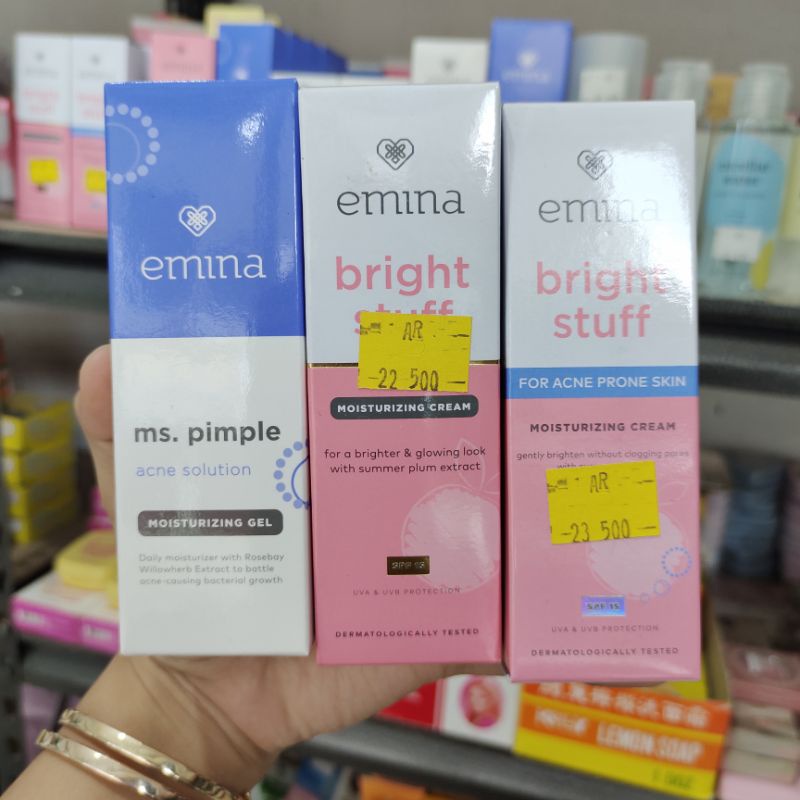 emina
ms. pimple
acne solution
MOISTURIZING GEL
Daily moisturizer with Rosebay
Willowherb Extract to battle
acne-causing bacterial growth
emina
bright
stuff
AR
22 500
MOISTURIZING CREAM
for a brighter & glowing look
with summer plum extract
SPF 15
UVA & UVB PROTECTION
DERMATOLOGICALLY TESTED
emina
bright
stuff
FOR ACNE PRONE SKIN
MOISTURIZING CREAM
gently brighten without clogging pores
AR
23 500
SPF 15
UVA & UVB PROTECTION
DERMATOLOGICALLY TESTED
LEMON SOAP